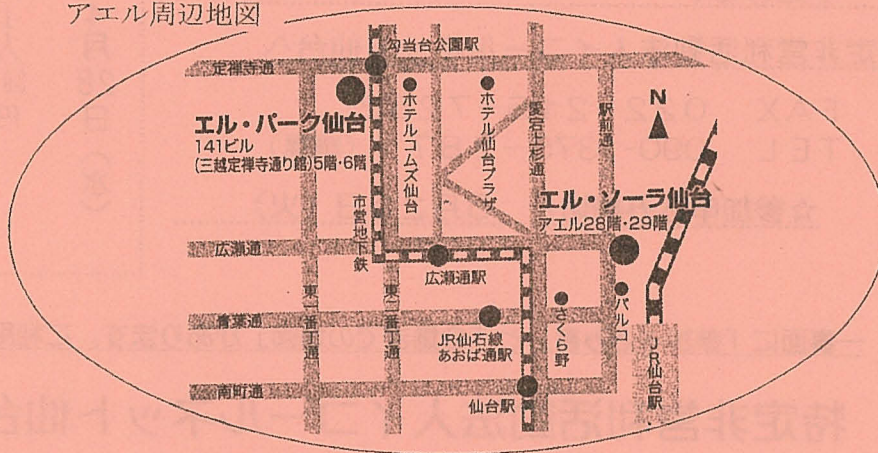 アエル周辺地図
勾当台公園駅
定禅寺通
エル・パーク仙台
141ビル
(三越定禅寺通り館)5階・6階
ホテルコムズ仙台
ホテル仙台プラザ
愛宕上杉通
駅前通
N
エル・ソーラ仙台
アエル28階・29階
市営地下鉄
広瀬通
広瀬通駅
東一番丁通
東二番丁通
青葉通
JR仙石線
あおば通駅
さくら野
パルコ
JR仙台駅
南町通
仙台駅